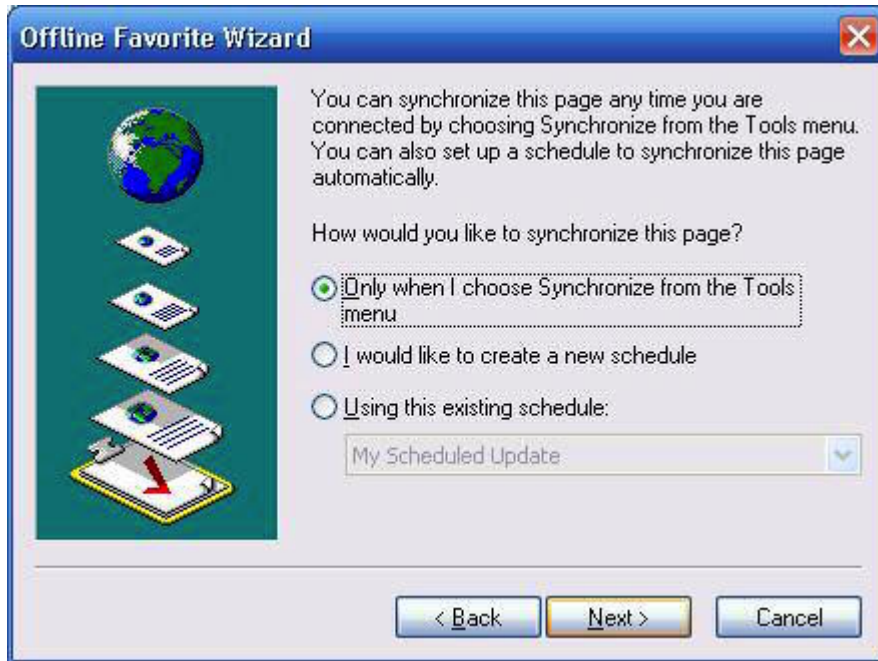 Offline Favorite Wizard
You can synchronize this page any time you are
connected by choosing Synchronize from the Tools menu.
You can also set up a schedule to synchronize this page
automatically.
How would you like to synchronize this page?
Only when I choose Synchronize from the Tools
menu
I would like to create a new schedule
Using this existing schedule:
My Scheduled Update
< Back
Next >
Cancel